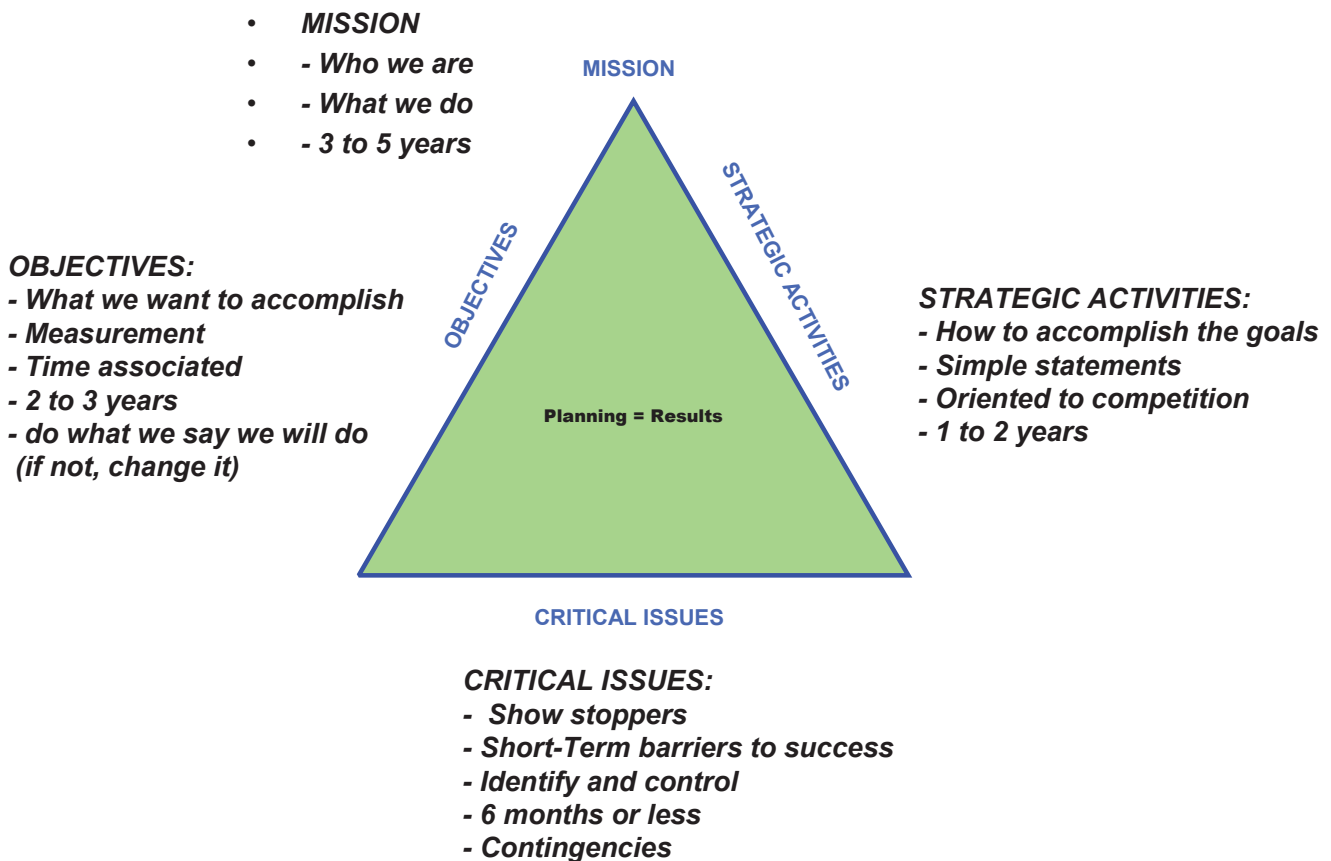 • MISSION
• - Who we are
• - What we do
• - 3 to 5 years
MISSION
OBJECTIVES
STRATEGIC ACTIVITIES
OBJECTIVES:
- What we want to accomplish
- Measurement
- Time associated
- 2 to 3 years
- do what we say we will do
(if not, change it)
Planning = Results
STRATEGIC ACTIVITIES:
- How to accomplish the goals
- Simple statements
- Oriented to competition
- 1 to 2 years
CRITICAL ISSUES
CRITICAL ISSUES:
- Show stoppers
- Short-Term barriers to success
- Identify and control
- 6 months or less
- Contingencies